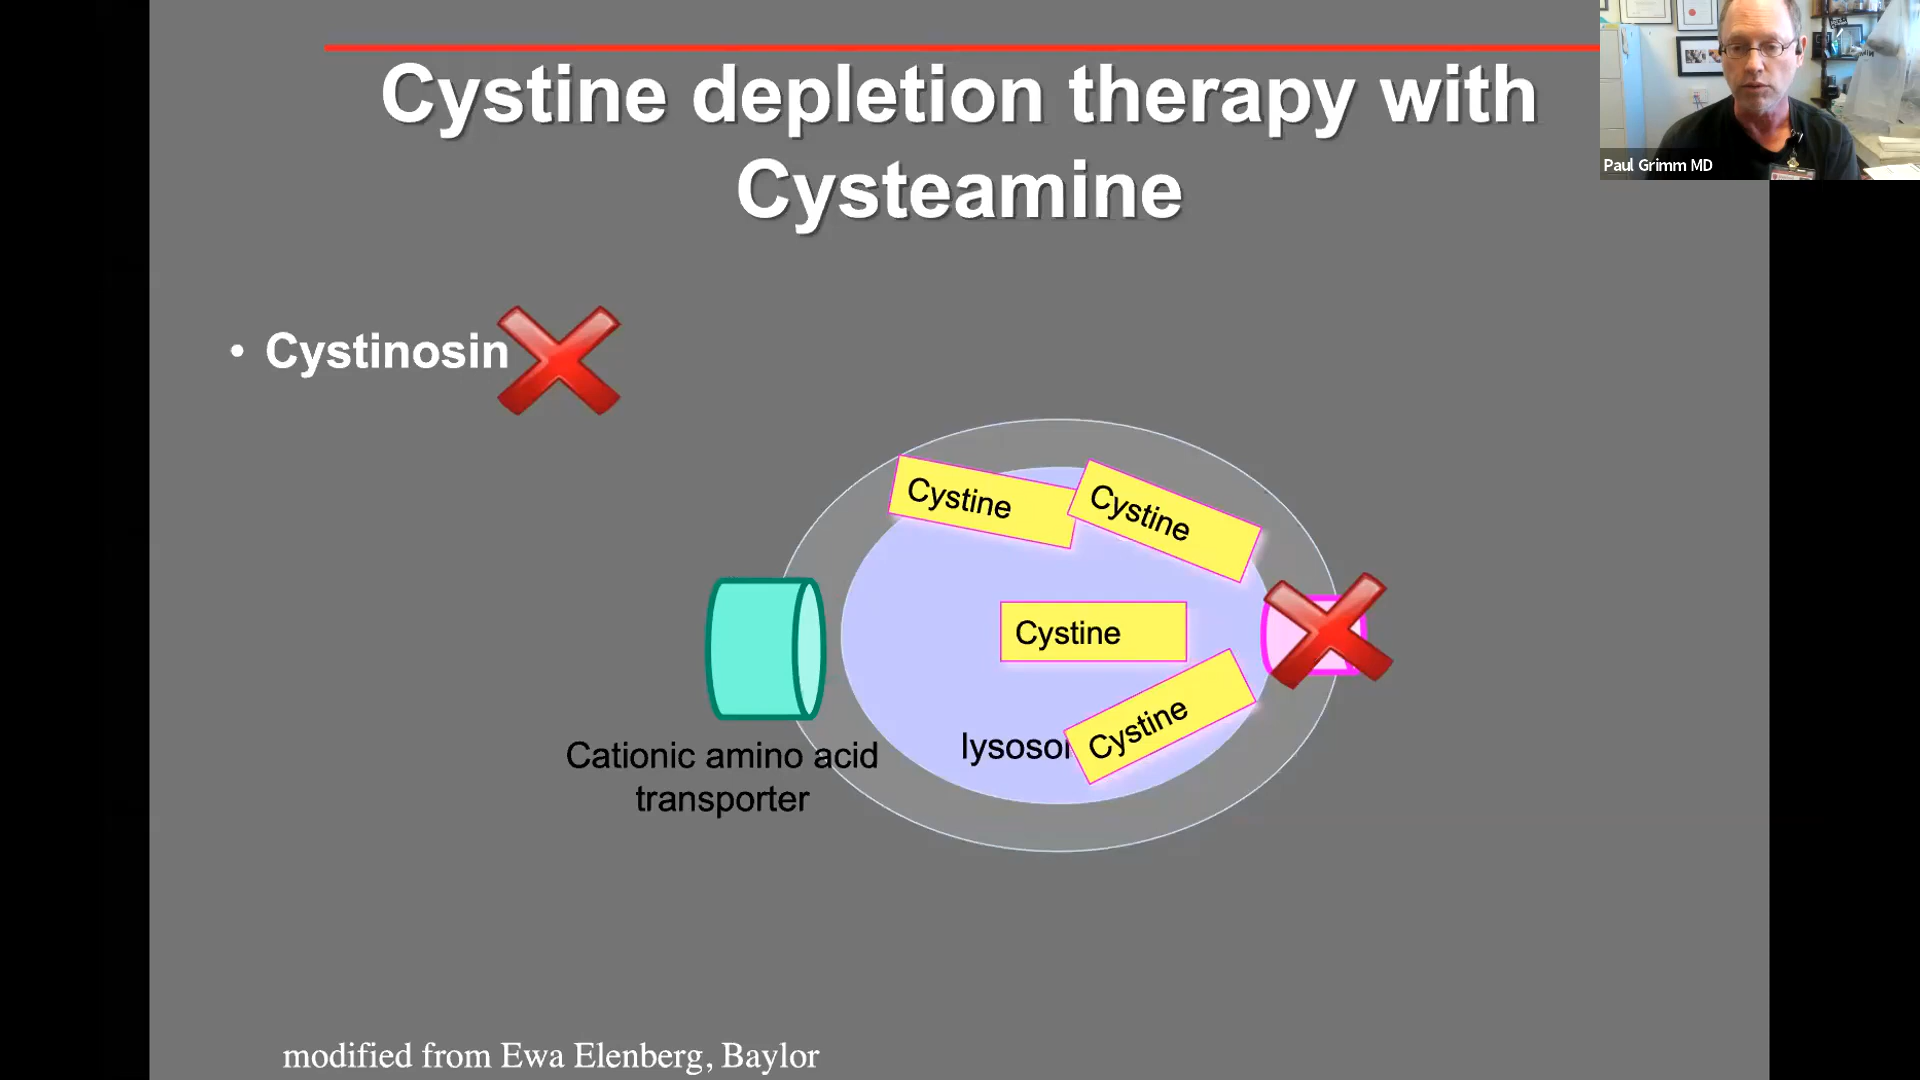 Cystine depletion therapy with
Cysteamine
Paul Grimm MD
• Cystinosin
Cystine
Cystine
Cystine
Cystine
lysosor
Cationic amino acid
transporter
modified from Ewa Elenberg, Baylor